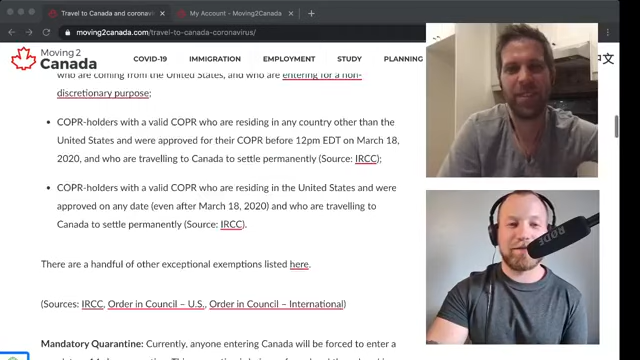 Travel to Canada and coronavir
My Account - Moving2Canada
moving2canada.com/travel-to-canada-coronavirus/
Moving 2
Canada
COVID-19 IMMIGRATION EMPLOYMENT STUDY PLANNING
中文
who are coming from the United States, and who are entering for a non-
discretionary purpose;
COPR-holders with a valid COPR who are residing in any country other than the
United States and were approved for their COPR before 12pm EDT on March 18,
2020, and who are travelling to Canada to settle permanently (Source: IRCC);
COPR-holders with a valid COPR who are residing in the United States and were
approved on any date (even after March 18, 2020) and who are travelling to
Canada to settle permanently (Source: IRCC).
There are a handful of other exceptional exemptions listed here.
(Sources: IRCC, Order in Council – U.S., Order in Council – International)
Mandatory Quarantine: Currently, anyone entering Canada will be forced to enter a
RODE